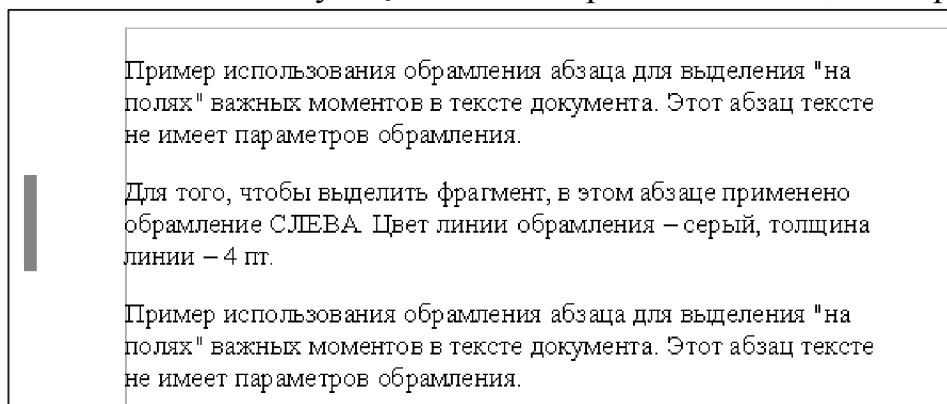 Пример использования обрамления абзаца для выделения "на
полях" важных моментов в тексте документа. Этот абзац тексте
не имеет параметров обрамления.
Для того, чтобы выделить фрагмент, в этом абзаце применено
обрамление СЛЕВА. Цвет линии обрамления – серый, толщина
линии – 4 пт.
Пример использования обрамления абзаца для выделения "на
полях" важных моментов в тексте документа. Этот абзац тексте
не имеет параметров обрамления.